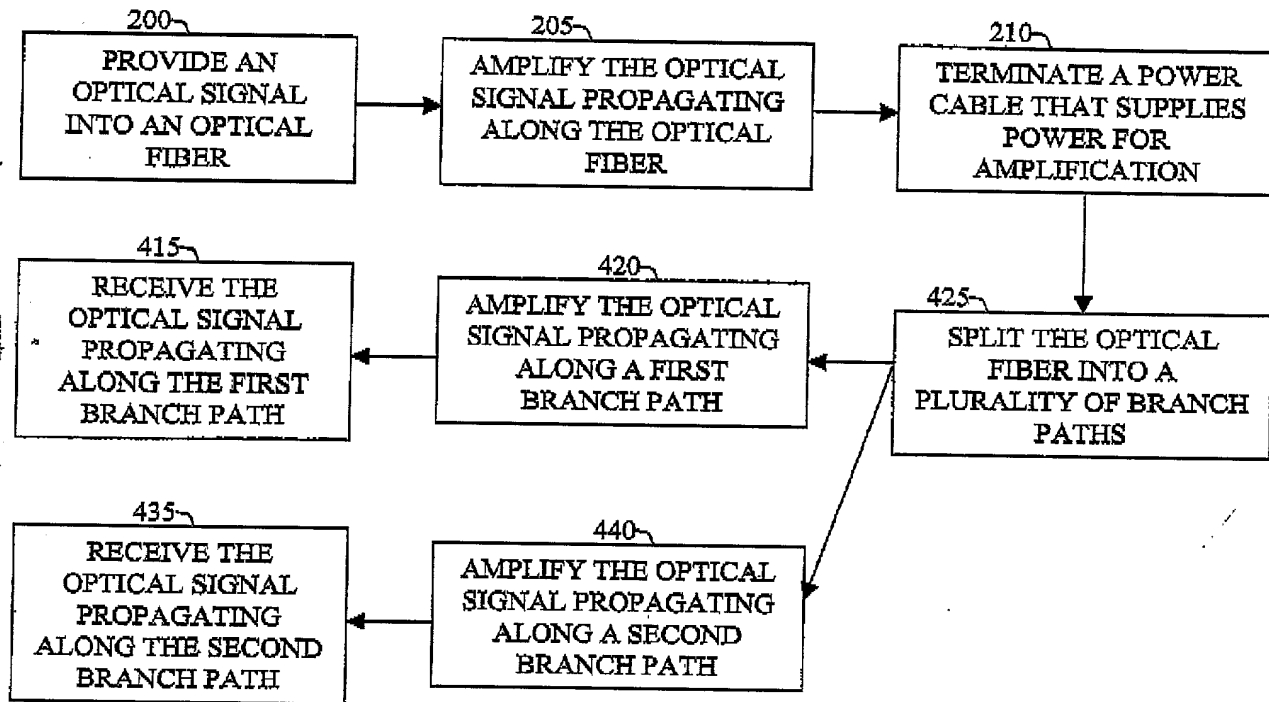 200
PROVIDE AN
OPTICAL SIGNAL
INTO AN OPTICAL
FIBER
205
AMPLIFY THE OPTICAL
SIGNAL PROPAGATING
ALONG THE OPTICAL
FIBER
210
TERMINATE A POWER
CABLE THAT SUPPLIES
POWER FOR
AMPLIFICATION
415
RECEIVE THE
OPTICAL SIGNAL
PROPAGATING
ALONG THE FIRST
BRANCH PATH
420
AMPLIFY THE OPTICAL
SIGNAL PROPAGATING
ALONG A FIRST
BRANCH PATH
425
SPLIT THE OPTICAL
FIBER INTO A
PLURALITY OF BRANCH
PATHS
435
RECEIVE THE
OPTICAL SIGNAL
PROPAGATING
ALONG THE SECOND
BRANCH PATH
440
AMPLIFY THE OPTICAL
SIGNAL PROPAGATING
ALONG A SECOND
BRANCH PATH